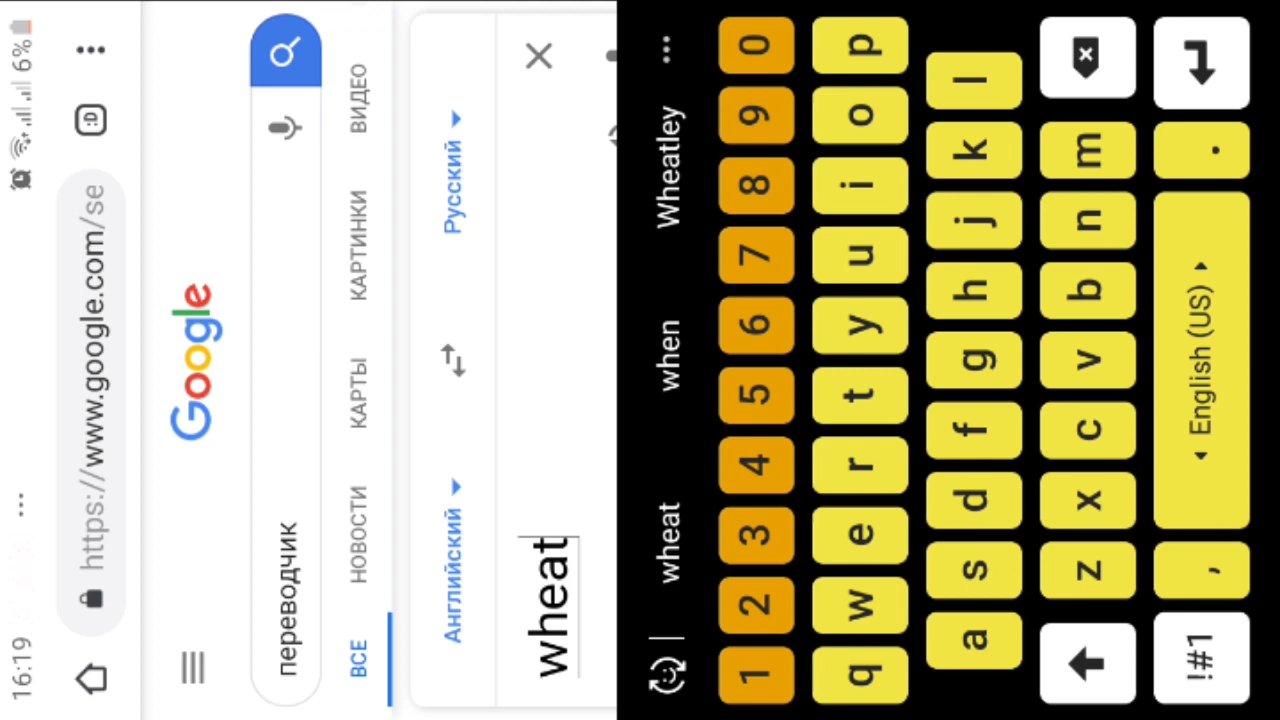 16:19 ... 6%
https://www.google.com/se :D
Google
переводчик
ВСЕ НОВОСТИ КАРТЫ КАРТИНКИ ВИДЕО
Английский Русский
wheat
wheat when Wheatley ...
1 2 3 4 5 6 7 8 9 0
q w e r t y u i o p
a s d f g h j k l
z x c v b n m
!#1 , English (US) .